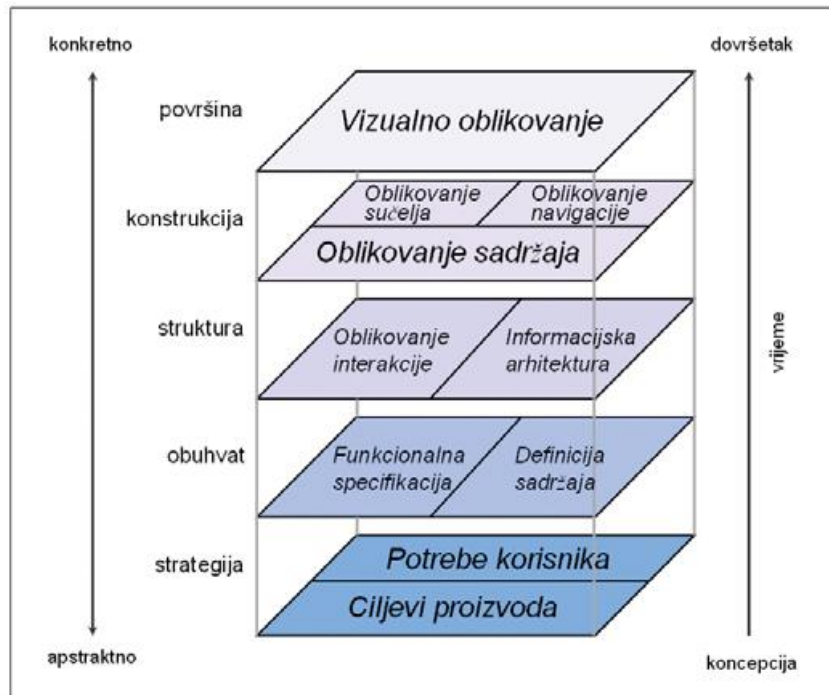 konkretno
dovršetak
površina
Vizualno oblikovanje
konstrukcija
Oblikovanje
sučelja
Oblikovanje
navigacije
Oblikovanje sadržaja
struktura
Oblikovanje
interakcije
Informacijska
arhitektura
vrijeme
obuhvat
Funkcionalna
specifikacija
Definicija
sadržaja
strategija
Potrebe korisnika
Ciljevi proizvoda
apstraktno
koncepcija